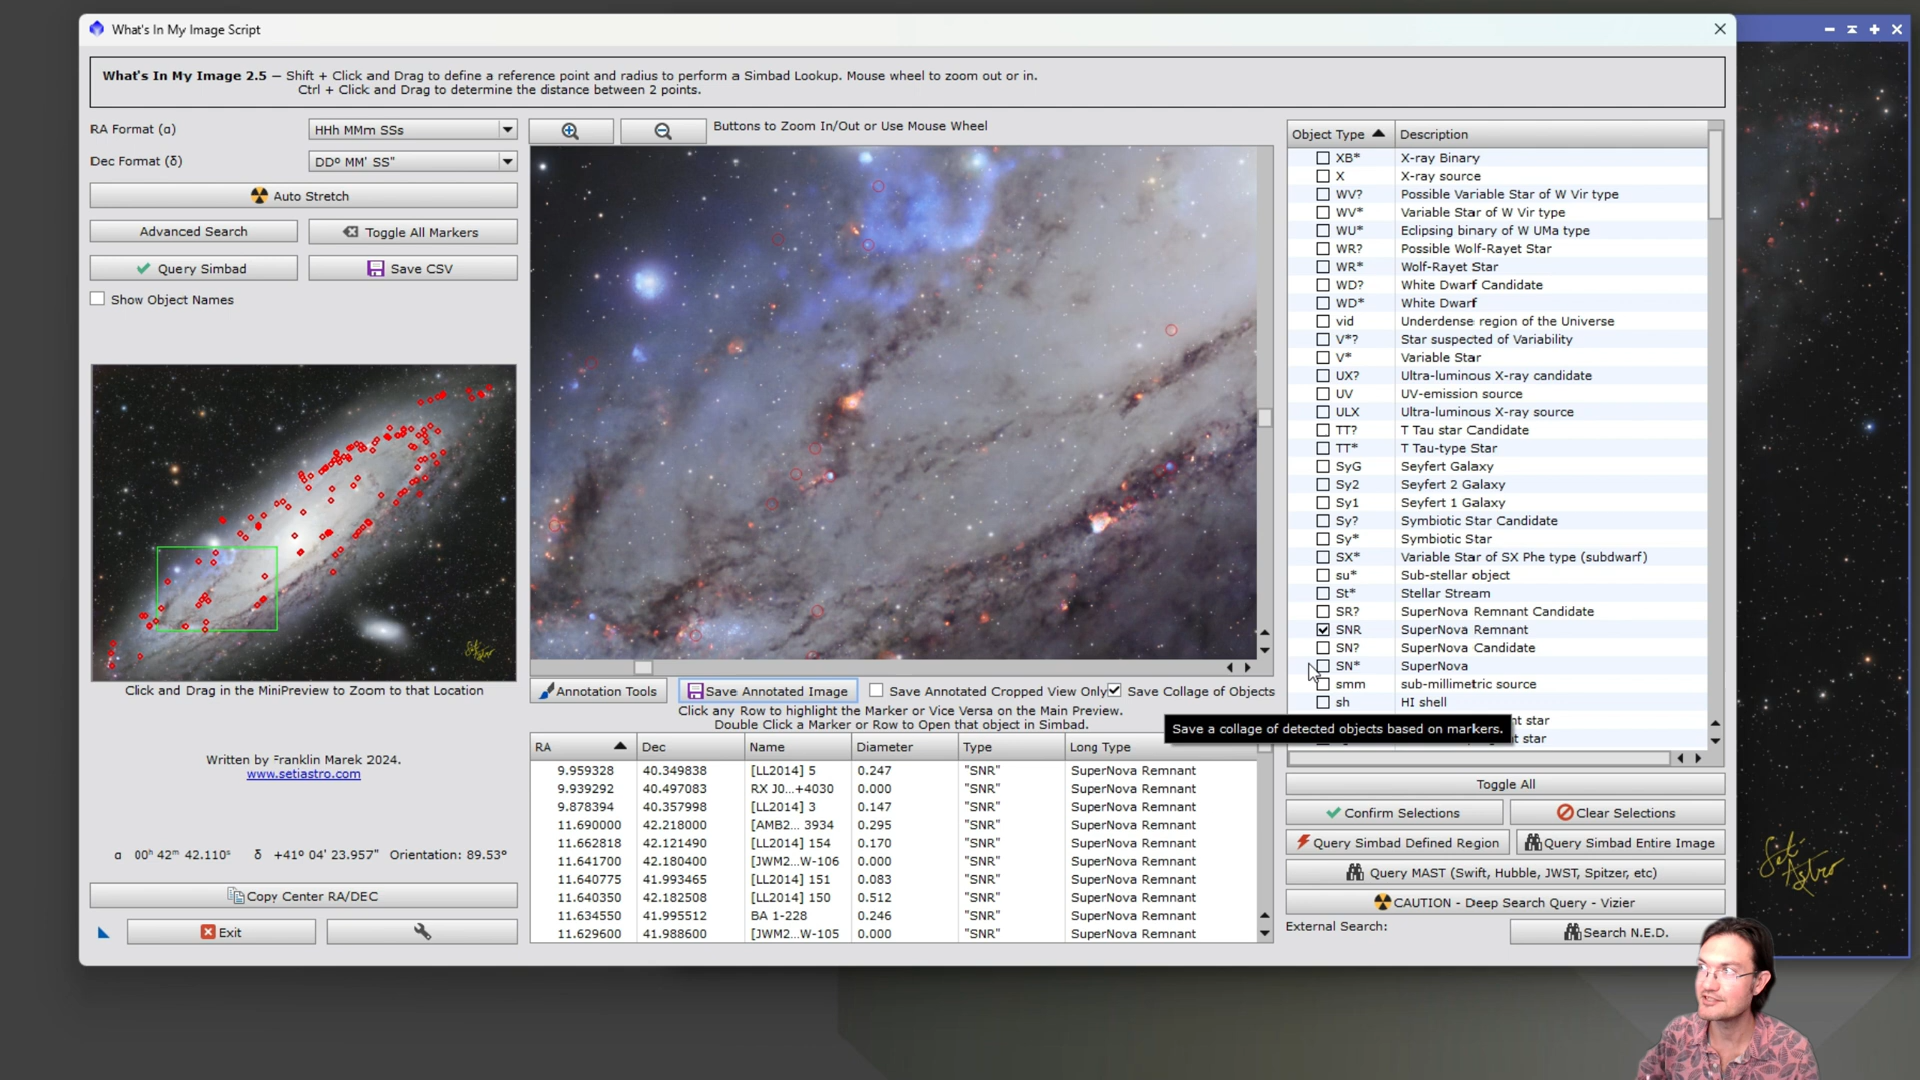 What's In My Image Script
What's In My Image 2.5 — Shift + Click and Drag to define a reference point and radius to perform a Simbad Lookup. Mouse wheel to zoom out or in.
Ctrl + Click and Drag to determine the distance between 2 points.
RA Format (α)
HHh MMm SSs
Dec Format (δ)
DDº MM' SS"
Auto Stretch
Advanced Search
Toggle All Markers
Query Simbad
Save CSV
Show Object Names
Click and Drag in the MiniPreview to Zoom to that Location
Written by Franklin Marek 2024.
www.setiastro.com
α 00h 42m 42.110s δ +41º 04' 23.957" Orientation: 89.53º
Copy Center RA/DEC
Exit
Buttons to Zoom In/Out or Use Mouse Wheel
Annotation Tools
Save Annotated Image
Save Annotated Cropped View Only
Save Collage of Objects
Click any Row to highlight the Marker or Vice Versa on the Main Preview.
Double Click a Marker or Row to Open that object in Simbad.
RA Dec Name Diameter Type Long Type
9.959328 40.349838 [LL2014] 5 0.247 "SNR" SuperNova Remnant
9.939292 40.497083 RX J0...+4030 0.000 "SNR" SuperNova Remnant
9.878394 40.357998 [LL2014] 3 0.147 "SNR" SuperNova Remnant
11.690000 42.218000 [AMB2... 3934 0.295 "SNR" SuperNova Remnant
11.662818 42.121490 [LL2014] 154 0.170 "SNR" SuperNova Remnant
11.641700 42.180400 [JWM2...W-106 0.000 "SNR" SuperNova Remnant
11.640775 41.993465 [LL2014] 151 0.083 "SNR" SuperNova Remnant
11.640350 42.182508 [LL2014] 150 0.512 "SNR" SuperNova Remnant
11.634550 41.995512 BA 1-228 0.246 "SNR" SuperNova Remnant
11.629600 41.988600 [JWM2...W-105 0.000 "SNR" SuperNova Remnant
Object Type Description
XB* X-ray Binary
X X-ray source
WV? Possible Variable Star of W Vir type
WV* Variable Star of W Vir type
WU* Eclipsing binary of W UMa type
WR? Possible Wolf-Rayet Star
WR* Wolf-Rayet Star
WD? White Dwarf Candidate
WD* White Dwarf
vid Underdense region of the Universe
V*? Star suspected of Variability
V* Variable Star
UX? Ultra-luminous X-ray candidate
UV UV-emission source
ULX Ultra-luminous X-ray source
TT? T Tau star Candidate
TT* T Tau-type Star
SyG Seyfert Galaxy
Sy2 Seyfert 2 Galaxy
Sy1 Seyfert 1 Galaxy
Sy? Symbiotic Star Candidate
Sy* Symbiotic Star
SX* Variable Star of SX Phe type (subdwarf)
su* Sub-stellar object
St* Stellar Stream
SR? SuperNova Remnant Candidate
SNR SuperNova Remnant
SN? SuperNova Candidate
SN* SuperNova
smm sub-millimetric source
sh HI shell
nt star
Save a collage of detected objects based on markers.
nt star
Toggle All
Confirm Selections
Clear Selections
Query Simbad Defined Region
Query Simbad Entire Image
Query MAST (Swift, Hubble, JWST, Spitzer, etc)
CAUTION - Deep Search Query - Vizier
External Search:
Search N.E.D.
Seti Astro